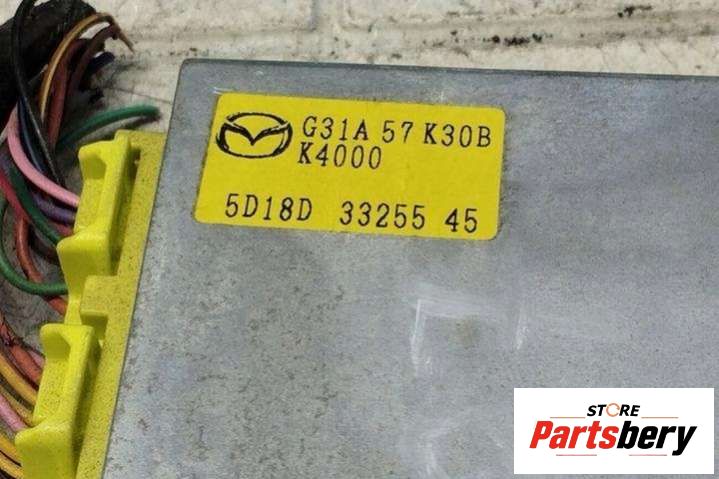 G31A 57 K30B
K4000
5D18D 33255 45
STORE
Partsbery